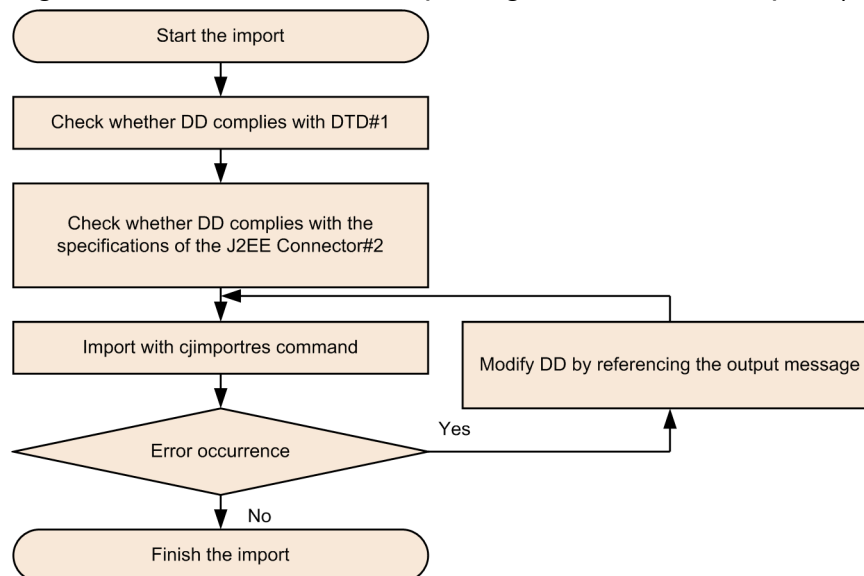 Start the import
Check whether DD complies with DTD#1
Check whether DD complies with the
specifications of the J2EE Connector#2
Import with cjimportres command
Modify DD by referencing the output message
Error occurrence
Yes
No
Finish the import